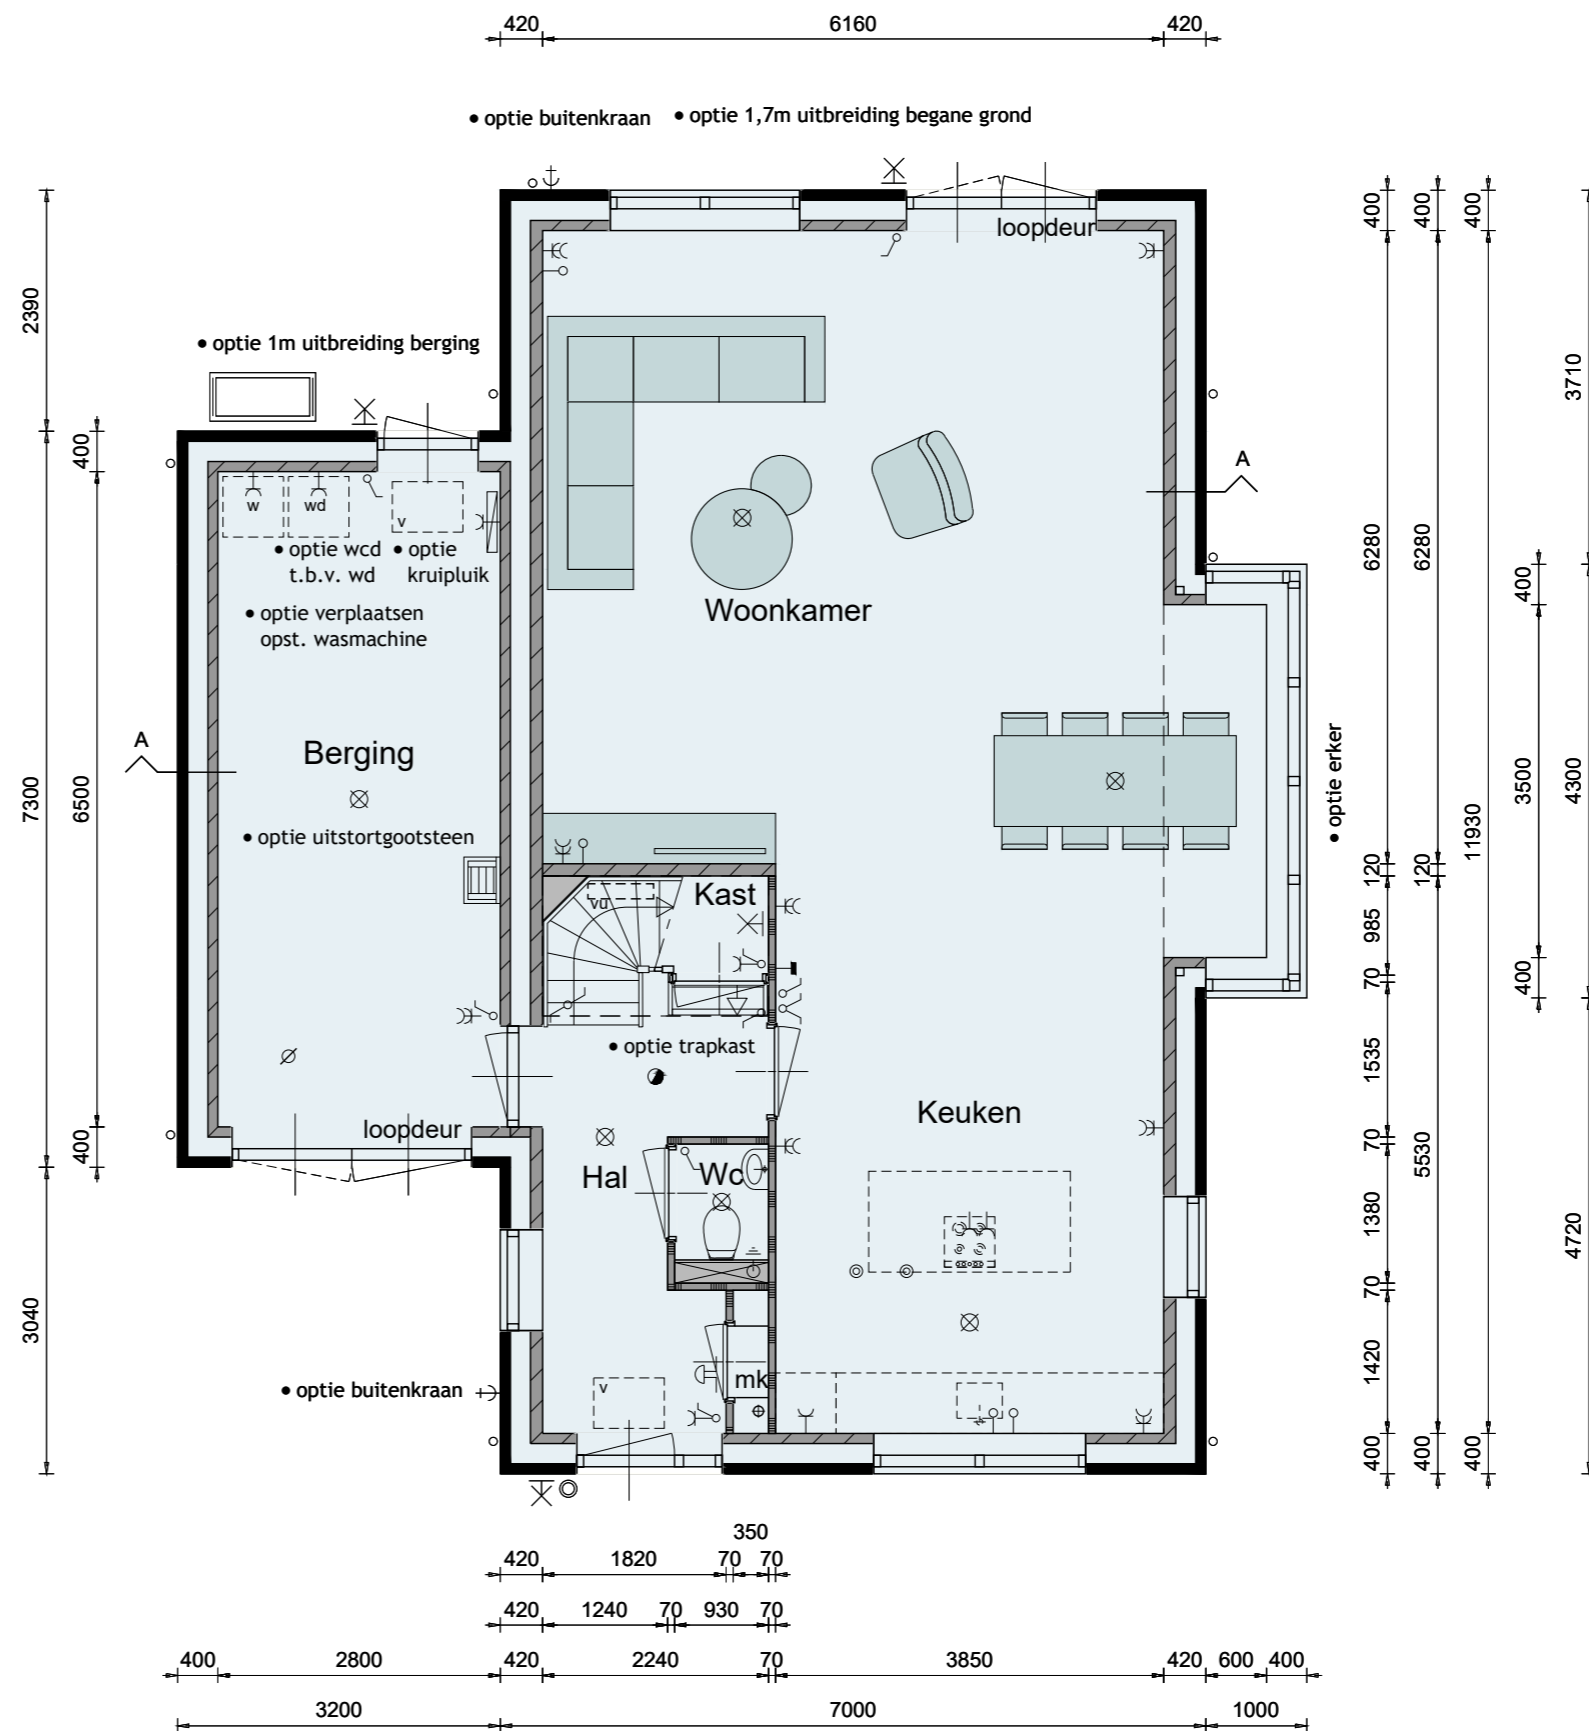 420 6160 420
• optie buitenkraan • optie 1,7m uitbreiding begane grond
loopdeur
400 400 400
2390
3710
• optie 1m uitbreiding berging
400
A
w wd v
• optie wcd • optie
t.b.v. wd kruipluik
• optie verplaatsen
opst. wasmachine
6280 6280
400
Woonkamer
A
Berging
7300 6500
• optie erker
3500 4300
11930
• optie uitstortgootsteen
120 120
vu
Kast
985
70
400
• optie trapkast
1535
loopdeur
Keuken
400
70
Hal
Wc
5530
1380
4720
70
3040
1420
• optie buitenkraan
v
mk
400 400 400
350
420 1820 70 70
420 1240 70 930 70
400 2800 420 2240 70 3850 420 600 400
3200 7000 1000